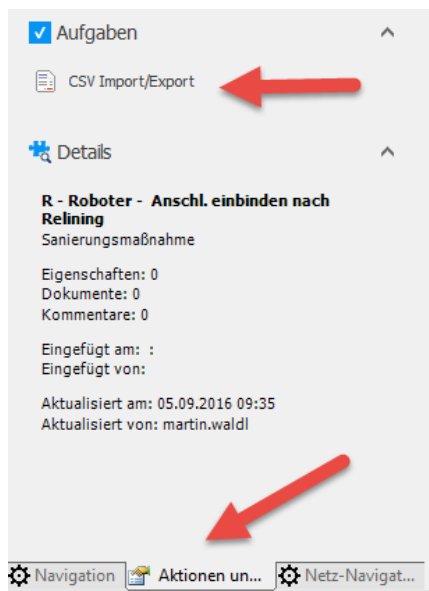 Aufgaben
CSV Import/Export
Details
R - Roboter - Anschl. einbinden nach
Relining
Sanierungsmaßnahme
Eigenschaften: 0
Dokumente: 0
Kommentare: 0
Eingefügt am: :
Eingefügt von:
Aktualisiert am: 05.09.2016 09:35
Aktualisiert von: martin.waldl
Navigation Aktionen un... Netz-Navigat...